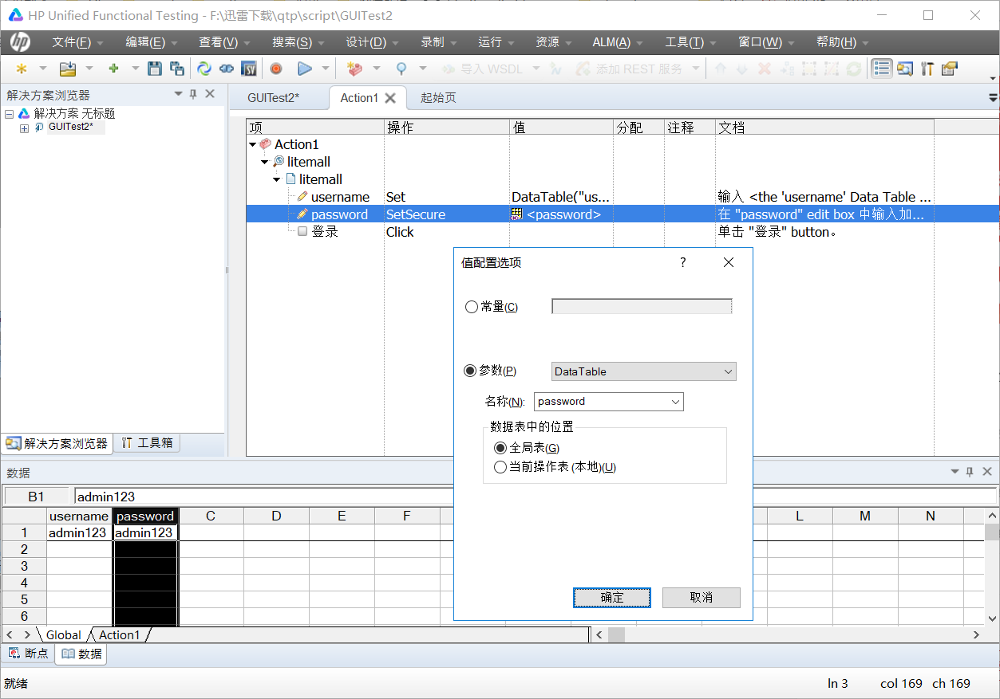 HP Unified Functional Testing - F:\迅雷下载\qtp\script\GUITest2
hp 文件(F) 编辑(E) 查看(V) 搜索(S) 设计(D) 录制 运行 资源 ALM(A) 工具(T) 窗口(W) 帮助(H)
导入 WSDL 添加 REST 服务
解决方案浏览器
解决方案 无标题
GUITest2*
GUITest2* Action1 起始页
项 操作 值 分配 注释 文档
Action1
litemall
litemall
username Set DataTable("us... 输入 <the 'username' Data Table ...
password SetSecure <password> 在 "password" edit box 中输入加...
登录 Click 单击 "登录" button。
值配置选项 ?
常量(C)
参数(P) DataTable
名称(N): password
数据表中的位置
全局表(G)
当前操作表(本地)(U)
确定 取消
解决方案浏览器 工具箱
数据
B1 admin123
username password C D E F L M N
1 admin123 admin123
2
3
4
5
6
Global Action1
断点 数据
就绪 ln 3 col 169 ch 169